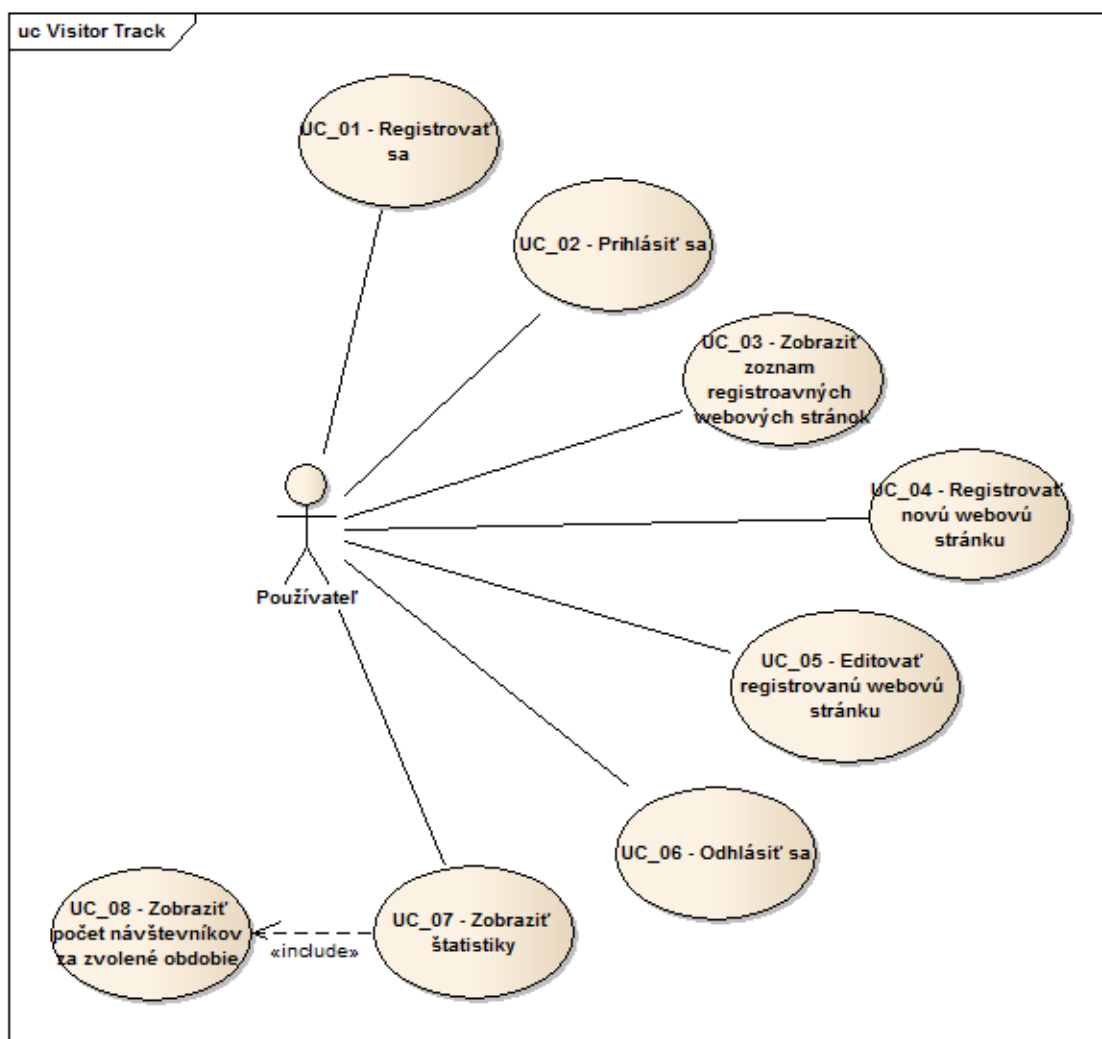 uc Visitor Track
UC_01 - Registrovať
sa
UC_02 - Prihlásiť sa
UC_03 - Zobraziť
zoznam
registroavných
webových stránok
UC_04 - Registrovať
novú webovú
stránku
Používateľ
UC_05 - Editovať
registrovanú webovú
stránku
UC_06 - Odhlásiť sa
UC_08 - Zobraziť
počet návštevníkov
za zvolené obdobie
«include»
UC_07 - Zobraziť
štatistiky